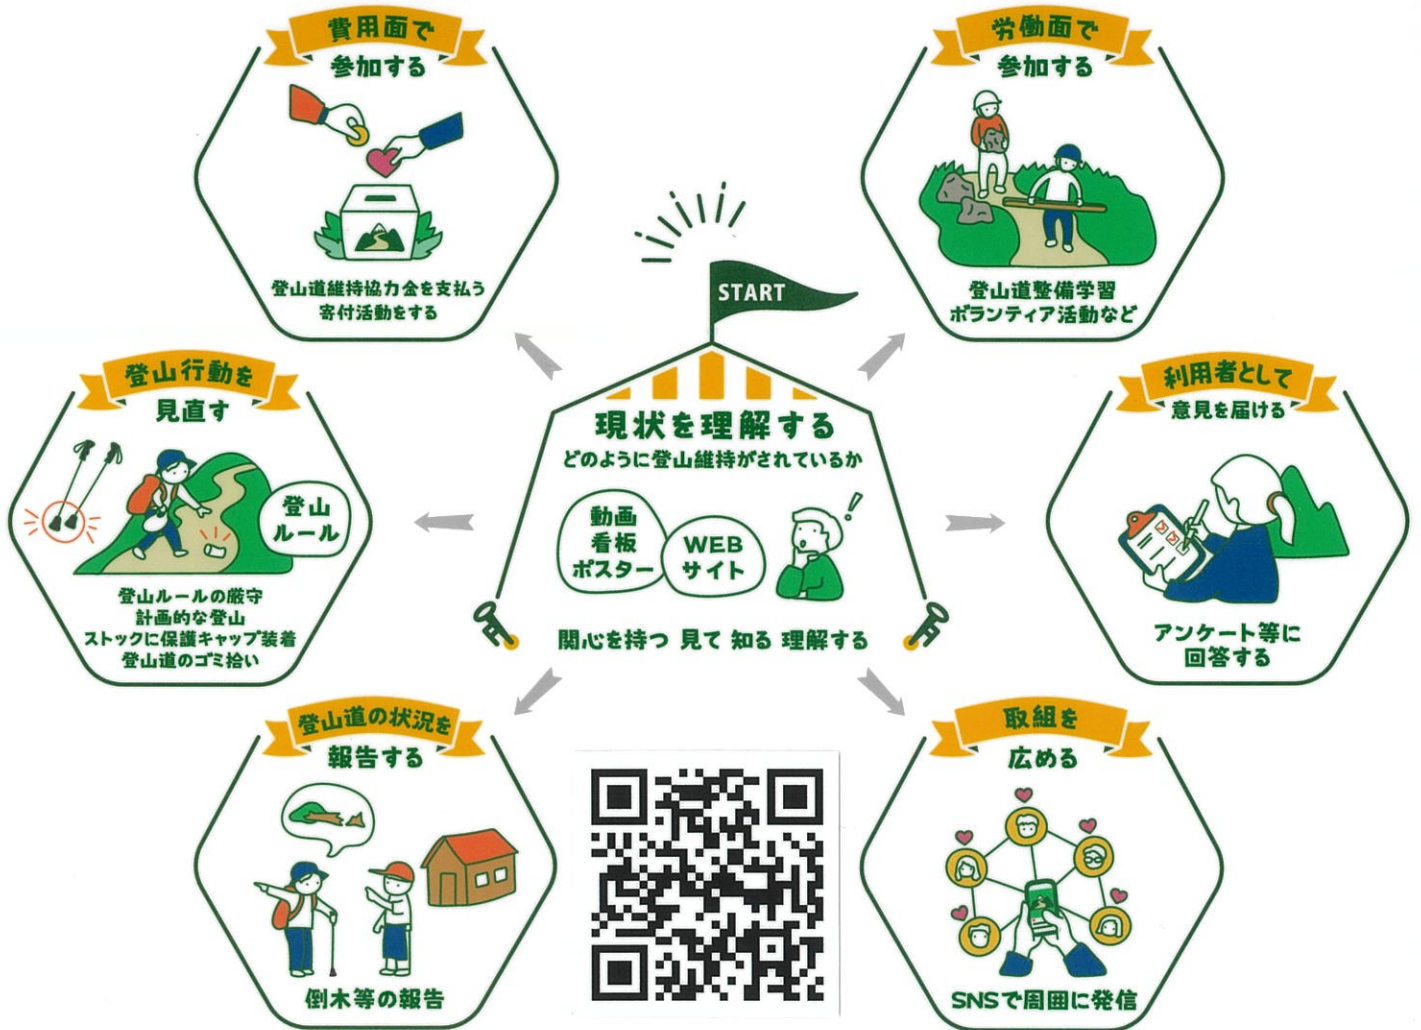 費用面で
参加する
登山道維持協力金を支払う
寄付活動をする
労働面で
参加する
登山道整備学習
ボランティア活動など
START
現状を理解する
どのように登山維持がされているか
動画
看板
ポスター
WEB
サイト
関心を持つ 見て 知る 理解する
登山行動を
見直す
登山
ルール
登山ルールの厳守
計画的な登山
ストックに保護キャップ装着
登山道のゴミ拾い
利用者として
意見を届ける
アンケート等に
回答する
登山道の状況を
報告する
倒木等の報告
取組を
広める
SNSで周囲に発信